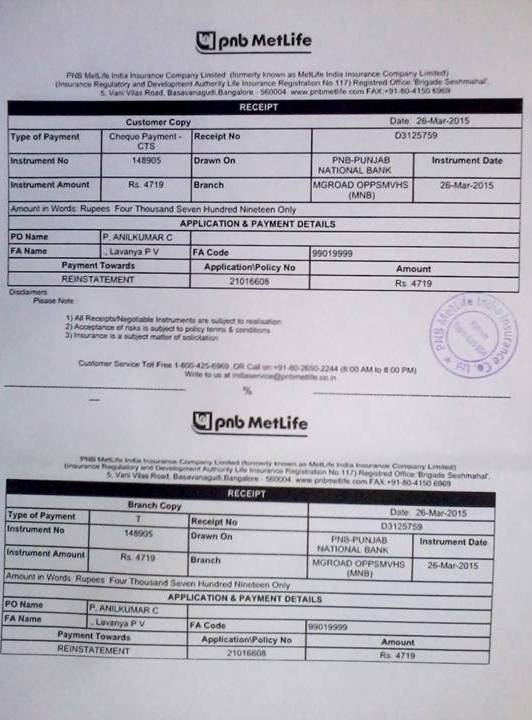 pnb MetLife
PNB MetLife India Insurance Company Limited (formerly known as MetLife India Insurance Company Limited)
(Insurance Regulatory and Development Authority Life Insurance Registration No 117) Registred Office:'Brigade Seshmahal',
5, Vani Vilas Road, Basavanagudi,Bangalore - 560004. www.pnbmetlife.com FAX:+91-80-4150 6969
RECEIPT
Customer Copy Date: 26-Mar-2015
Type of Payment Cheque Payment - CTS Receipt No D3125759
Instrument No 148905 Drawn On PNB-PUNJAB NATIONAL BANK Instrument Date
Instrument Amount Rs. 4719 Branch MGROAD OPPSMVHS (MNB) 26-Mar-2015
Amount in Words: Rupees Four Thousand Seven Hundred Nineteen Only
APPLICATION & PAYMENT DETAILS
PO Name P. ANILKUMAR C
FA Name ., Lavanya P V FA Code 99019999
Payment Towards Application\Policy No Amount
REINSTATEMENT 21016608 Rs. 4719
Disclaimers
Please Note :
1) All Receipts/Nagotiable Instruments are subject to realisation
2) Acceptance of risks is subject to policy terms & conditions
3) Insurance is a subject matter of solicitation
Customer Service Toll Free 1-800-425-6969 ,OR Call us:+91-80-2650-2244 (8:00 AM to 8:00 PM)
Write to us at indiaservice@pnbmetlife.co.in
PNB MetLife India Insurance Co. Ltd
%
pnb MetLife
PNB MetLife India Insurance Company Limited (formerly known as MetLife India Insurance Company Limited)
(Insurance Regulatory and Development Authority Life Insurance Registration No 117) Registred Office:'Brigade Seshmahal',
5, Vani Vilas Road, Basavanagudi,Bangalore - 560004. www.pnbmetlife.com FAX:+91-80-4150 6969
RECEIPT
Branch Copy Date: 26-Mar-2015
Type of Payment T Receipt No D3125759
Instrument No 148905 Drawn On PNB-PUNJAB NATIONAL BANK Instrument Date
Instrument Amount Rs. 4719 Branch MGROAD OPPSMVHS (MNB) 26-Mar-2015
Amount in Words: Rupees Four Thousand Seven Hundred Nineteen Only
APPLICATION & PAYMENT DETAILS
PO Name P. ANILKUMAR C
FA Name ., Lavanya P V FA Code 99019999
Payment Towards Application\Policy No Amount
REINSTATEMENT 21016608 Rs. 4719